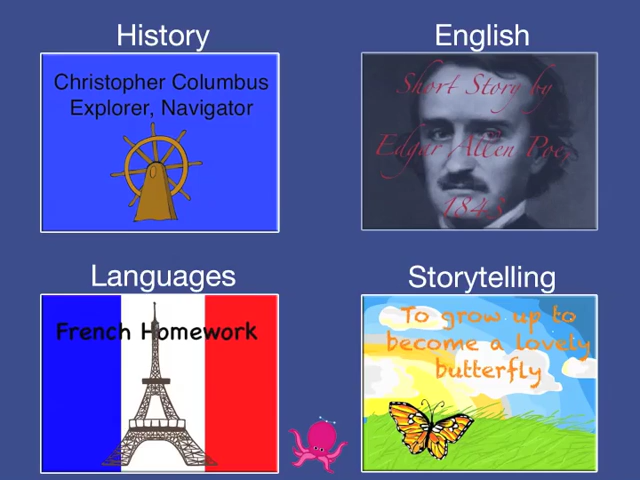 History
English
Christopher Columbus
Explorer, Navigator
Short Story by
Edgar Allen Poe,
1843
Languages
Storytelling
French Homework
To grow up to
become a lovely
butterfly